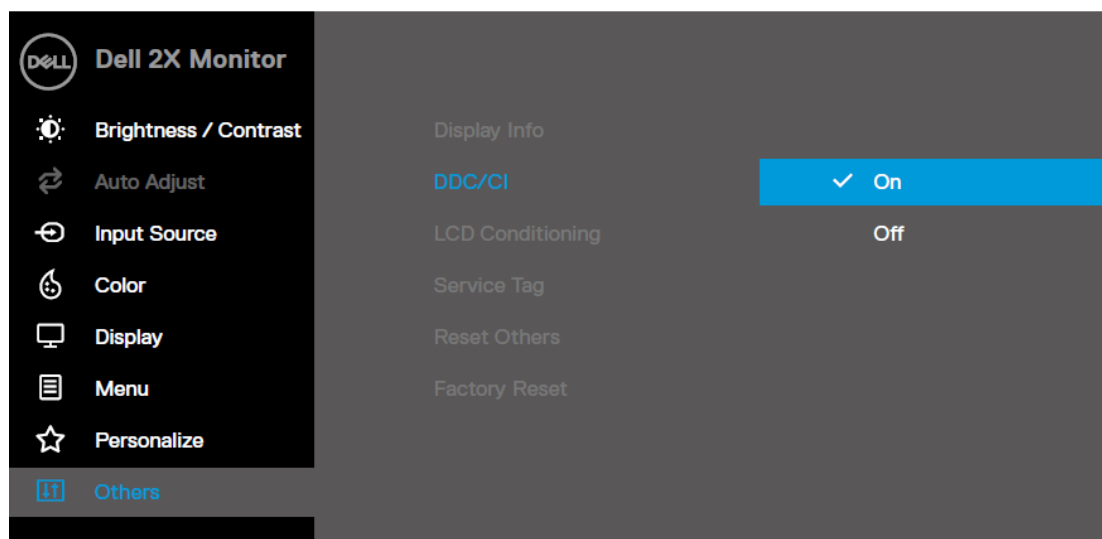 DELL Dell 2X Monitor
Brightness / Contrast Display Info
Auto Adjust DDC/CI On
Input Source LCD Conditioning Off
Color Service Tag
Display Reset Others
Menu Factory Reset
Personalize
Others